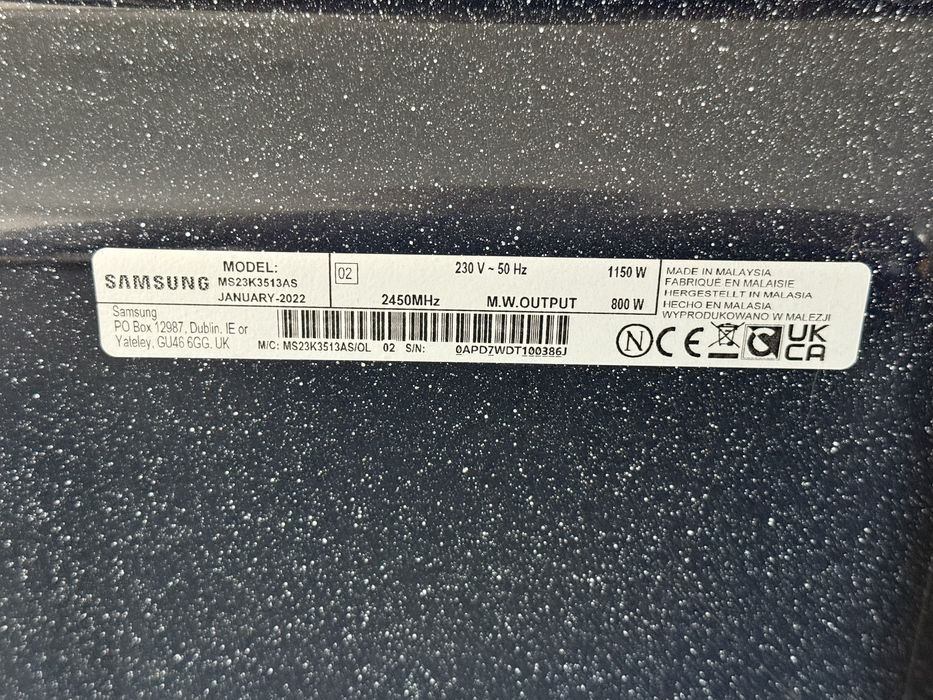 SAMSUNG
MODEL:
MS23K3513AS
JANUARY-2022
02
230 V ~ 50 Hz
1150 W
2450MHz
M.W.OUTPUT
800 W
MADE IN MALAYSIA
FABRIQUE EN MALAISIE
HERGESTELLT IN MALASIA
HECHO EN MALASIA
WYPRODUKOWANO W MALEZJI
Samsung
PO Box 12987, Dublin. IE or
Yateley, GU46 6GG. UK
M/C: MS23K3513AS/OL 02 S/N: 0APD7WDT100386J
N CE UK
CA